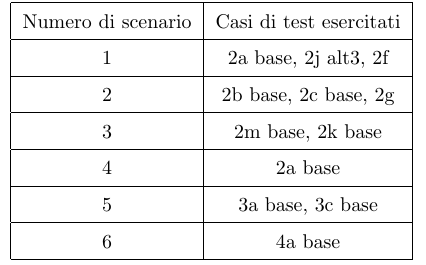 Numero di scenario Casi di test esercitati
1 2a base, 2j alt3, 2f
2 2b base, 2c base, 2g
3 2m base, 2k base
4 2a base
5 3a base, 3c base
6 4a base